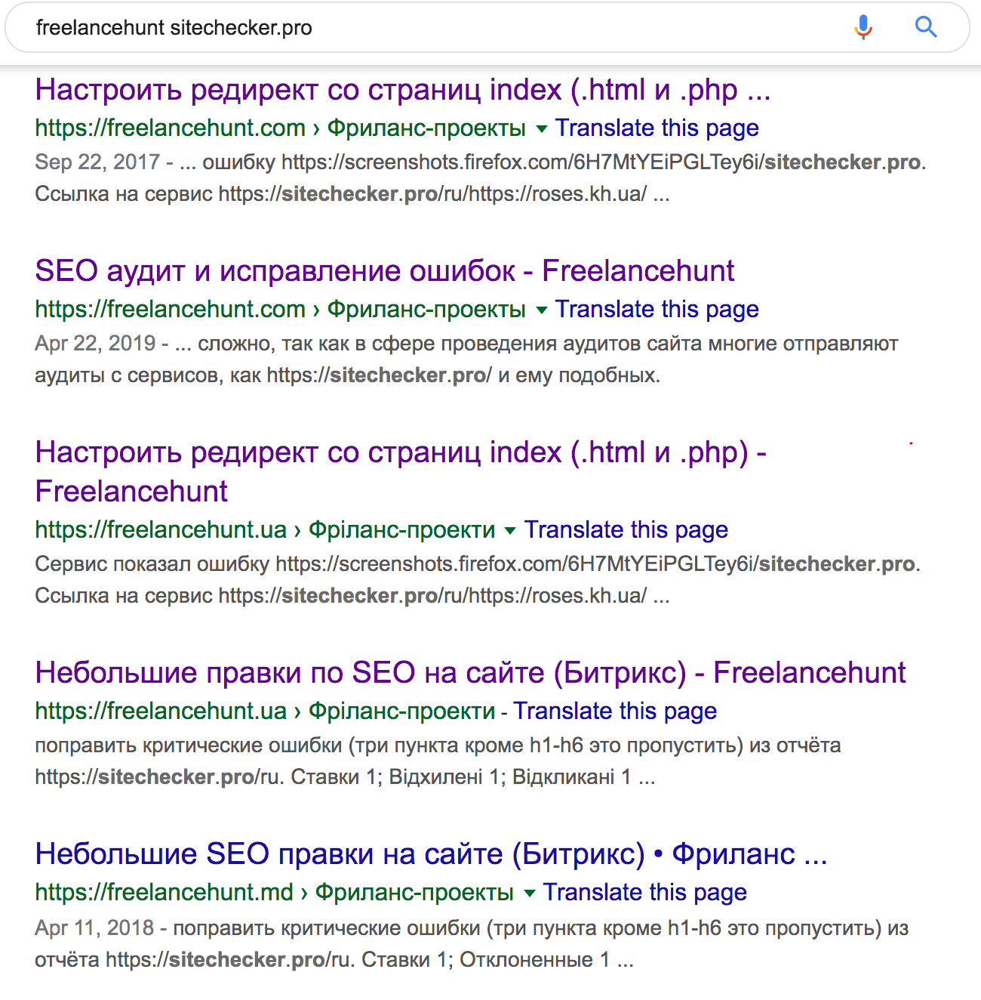 freelancehunt sitechecker.pro
Настроить редирект со страниц index (.html и .php ...
https://freelancehunt.com › Фриланс-проекты ▼ Translate this page
Sep 22, 2017 - ... ошибку https://screenshots.firefox.com/6H7MtYEiPGLTey6i/sitechecker.pro.
Ссылка на сервис https://sitechecker.pro/ru/https://roses.kh.ua/ ...
SEO аудит и исправление ошибок - Freelancehunt
https://freelancehunt.com › Фриланс-проекты ▼ Translate this page
Apr 22, 2019 - ... сложно, так как в сфере проведения аудитов сайта многие отправляют
аудиты с сервисов, как https://sitechecker.pro/ и ему подобных.
Настроить редирект со страниц index (.html и .php) -
Freelancehunt
https://freelancehunt.ua › Фріланс-проекти ▼ Translate this page
Сервис показал ошибку https://screenshots.firefox.com/6H7MtYEiPGLTey6i/sitechecker.pro.
Ссылка на сервис https://sitechecker.pro/ru/https://roses.kh.ua/ ...
Небольшие правки по SEO на сайте (Битрикс) - Freelancehunt
https://freelancehunt.ua › Фріланс-проекти - Translate this page
поправить критические ошибки (три пункта кроме h1-h6 это пропустить) из отчёта
https://sitechecker.pro/ru. Ставки 1; Відхилені 1; Відкликані 1 ...
Небольшие SEO правки на сайте (Битрикс) • Фриланс ...
https://freelancehunt.md › Фриланс-проекты ▼ Translate this page
Apr 11, 2018 - поправить критические ошибки (три пункта кроме h1-h6 это пропустить) из
отчёта https://sitechecker.pro/ru. Ставки 1; Отклоненные 1 ...